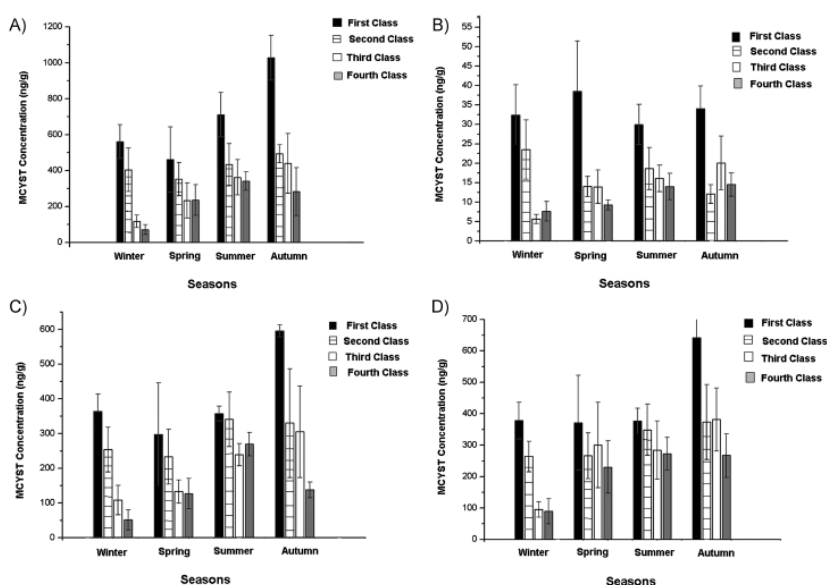 A)
First Class
Second Class
Third Class
Fourth Class
MCYST Concentration (ng/g)
1200
1000
800
600
400
200
0
Winter Spring Summer Autumn
Seasons
B)
First Class
Second Class
Third Class
Fourth Class
MCYST Concentration (ng/g)
55
50
45
40
35
30
25
20
15
10
5
0
Winter Spring Summer Autumn
Seasons
C)
First Class
Second Class
Third Class
Fourth Class
MCYST Concentration (ng/g)
600
500
400
300
200
100
0
Winter Spring Summer Autumn
Seasons
D)
First Class
Second Class
Third Class
Fourth Class
MCYST Concentration (ng/g)
700
600
500
400
300
200
100
0
Winter Spring Summer Autumn
Seasons